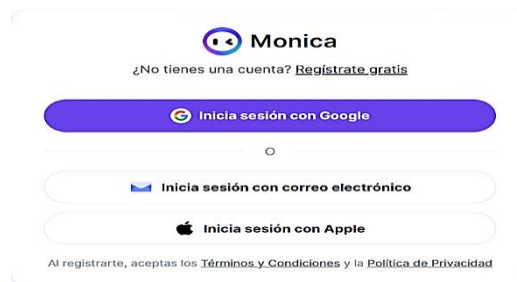 Monica
¿No tienes una cuenta? Regístrate gratis
Inicia sesión con Google
O
Inicia sesión con correo electrónico
Inicia sesión con Apple
Al registrarte, aceptas los Términos y Condiciones y la Política de Privacidad